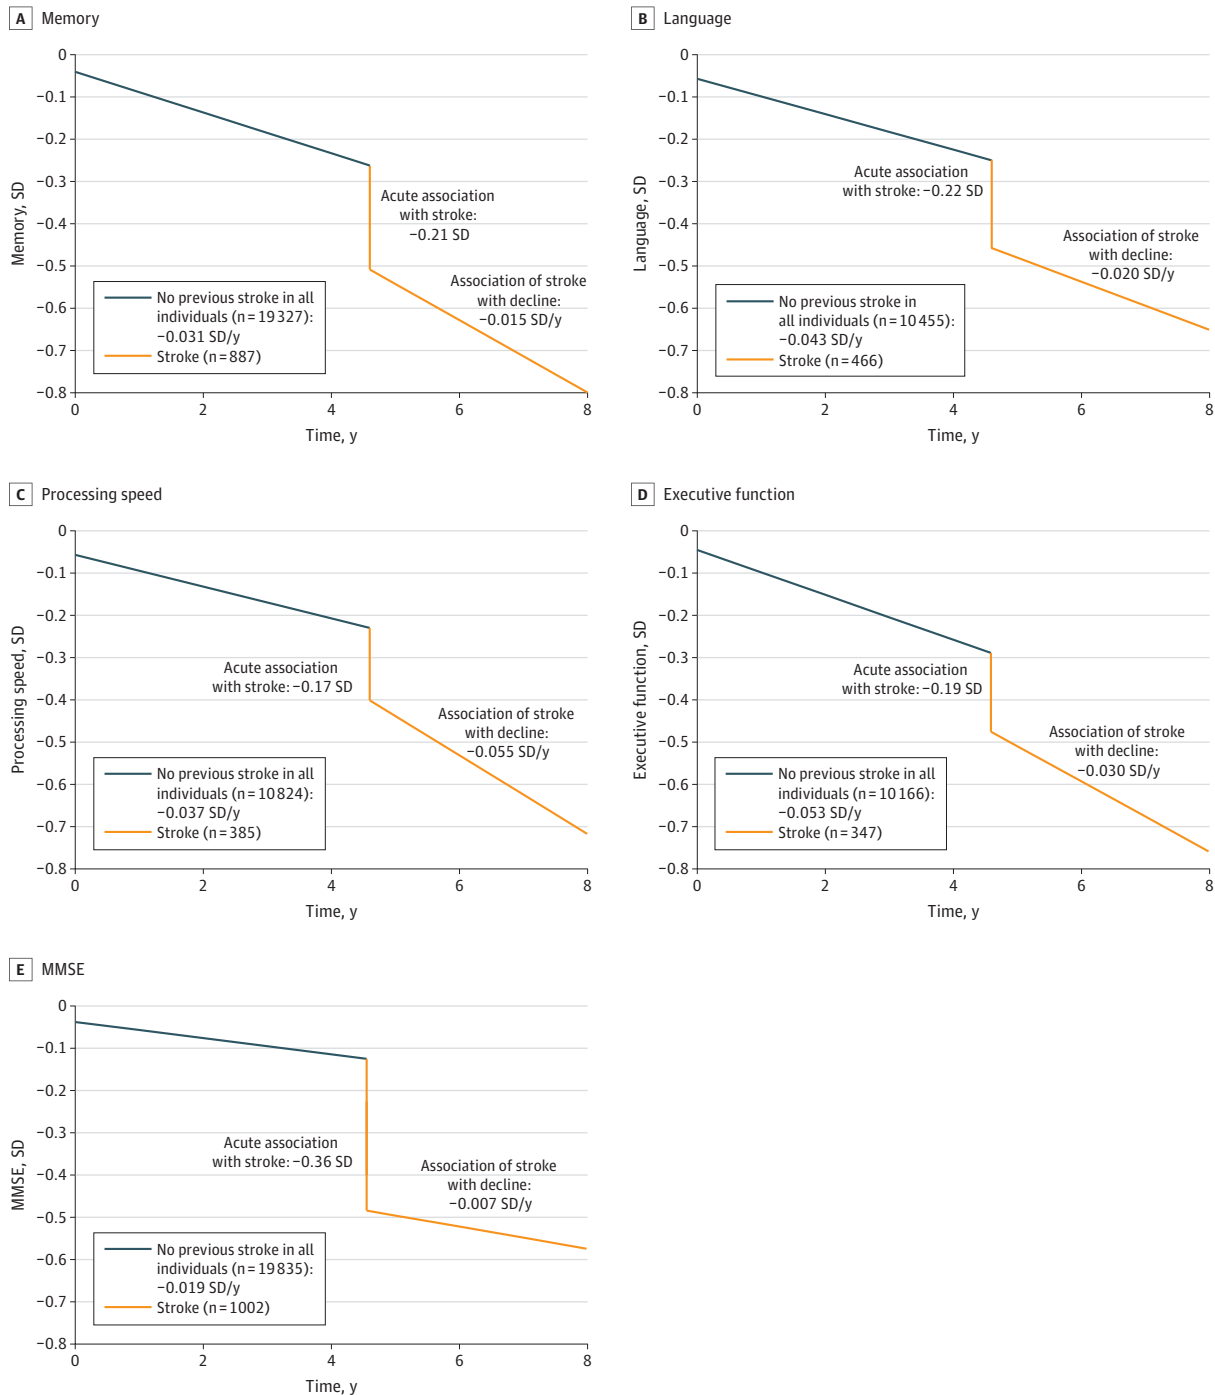 A Memory
0
−0.1
−0.2
−0.3
−0.4
−0.5
−0.6
−0.7
−0.8
Memory, SD
Acute association
with stroke:
−0.21 SD
Association of stroke
with decline:
−0.015 SD/y
No previous stroke in all
individuals (n = 19 327):
−0.031 SD/y
Stroke (n = 887)
0 2 4 6 8
Time, y
B Language
0
−0.1
−0.2
−0.3
−0.4
−0.5
−0.6
−0.7
−0.8
Language, SD
Acute association
with stroke: −0.22 SD
Association of stroke
with decline:
−0.020 SD/y
No previous stroke in
all individuals (n = 10 455):
−0.043 SD/y
Stroke (n = 466)
0 2 4 6 8
Time, y
C Processing speed
0
−0.1
−0.2
−0.3
−0.4
−0.5
−0.6
−0.7
−0.8
Processing speed, SD
Acute association
with stroke: −0.17 SD
Association of stroke
with decline:
−0.055 SD/y
No previous stroke in all
individuals (n = 10 824):
−0.037 SD/y
Stroke (n = 385)
0 2 4 6 8
Time, y
D Executive function
0
−0.1
−0.2
−0.3
−0.4
−0.5
−0.6
−0.7
−0.8
Executive function, SD
Acute association
with stroke: −0.19 SD
Association of stroke
with decline:
−0.030 SD/y
No previous stroke in all
individuals (n = 10 166):
−0.053 SD/y
Stroke (n = 347)
0 2 4 6 8
Time, y
E MMSE
0
−0.1
−0.2
−0.3
−0.4
−0.5
−0.6
−0.7
−0.8
MMSE, SD
Acute association
with stroke: −0.36 SD
Association of stroke
with decline:
−0.007 SD/y
No previous stroke in all
individuals (n = 19 835):
−0.019 SD/y
Stroke (n = 1002)
0 2 4 6 8
Time, y